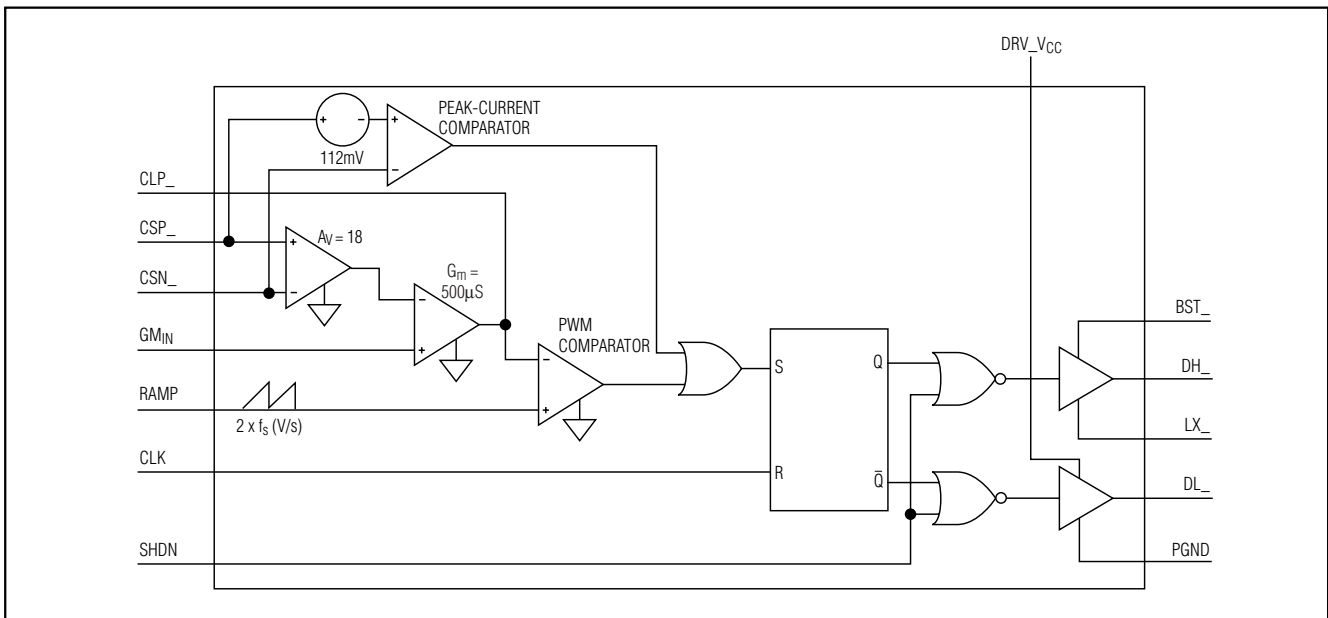 DRV_VCC
PEAK-CURRENT
COMPARATOR
+ -
+
-
112mV
CLP_
CSP_
CSN_
GMIN
RAMP
CLK
SHDN
AV = 18
+
-
Gm =
500µS
-
+
PWM
COMPARATOR
-
+
2 x fs (V/s)
S
R
Q
Q̅
BST_
DH_
LX_
DL_
PGND